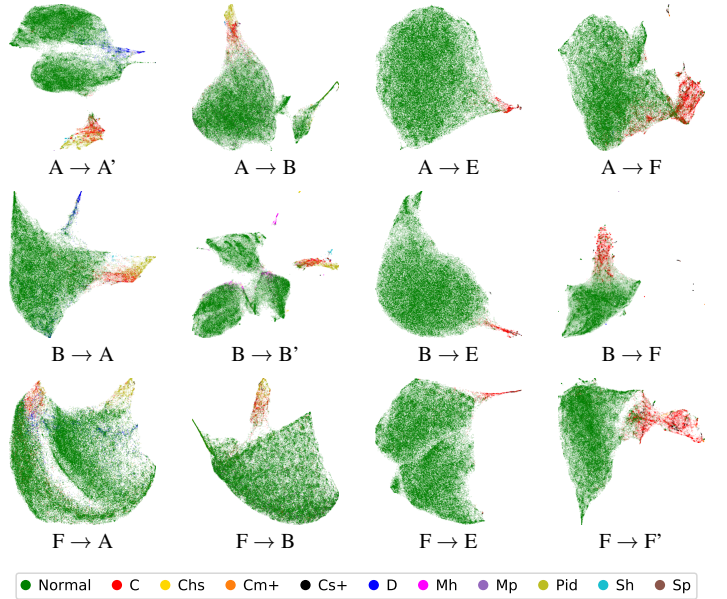 A → A’ A → B A → E A → F
B → A B → B’ B → E B → F
F → A F → B F → E F → F’
Normal C Chs Cm+ Cs+ D Mh Mp Pid Sh Sp